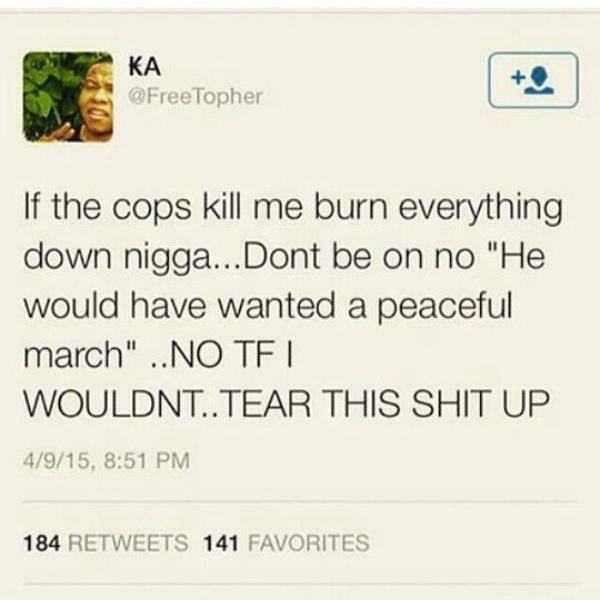 KA
@FreeTopher
If the cops kill me burn everything
down nigga...Dont be on no "He
would have wanted a peaceful
march" ..NO TF I
WOULDNT..TEAR THIS SHIT UP
4/9/15, 8:51 PM
184 RETWEETS 141 FAVORITES